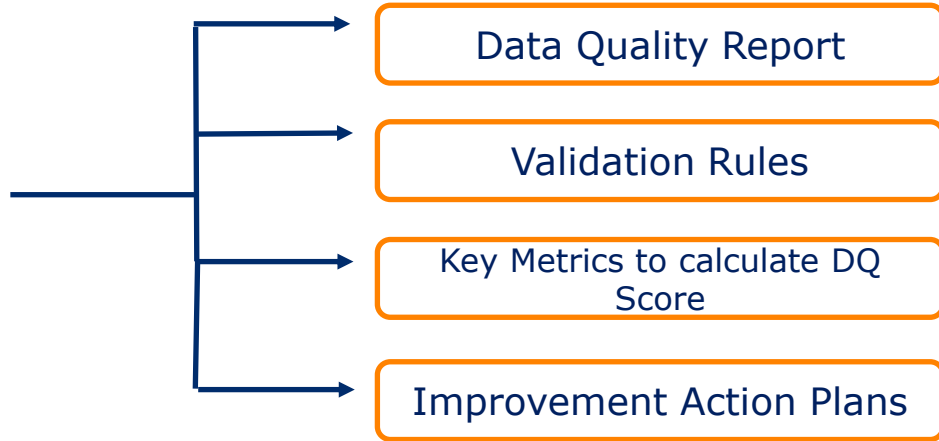 Data Quality Report
Validation Rules
Key Metrics to calculate DQ
Score
Improvement Action Plans